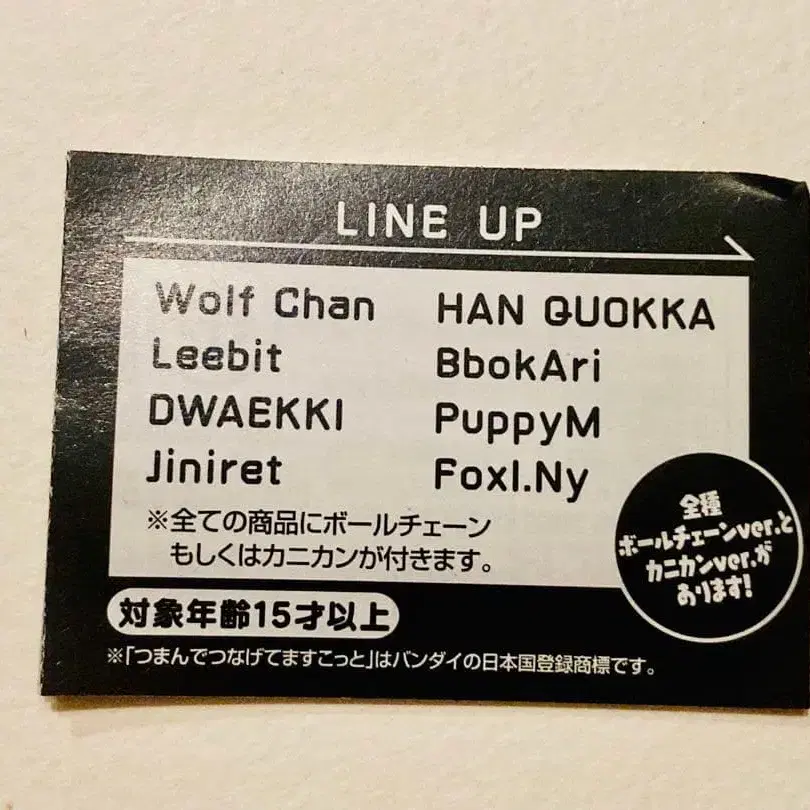 LINE UP
Wolf Chan
HAN QUOKKA
Leebit
BbokAri
DWAEKKI
PuppyM
Jiniret
FoxI.Ny
※全ての商品にボールチェーン
もしくはカニカンが付きます。
全種
ボールチェーンver.と
カニカンver.が
あります!
対象年齢15才以上
※「つまんでつなげてますこっと」はバンダイの日本国登録商標です。